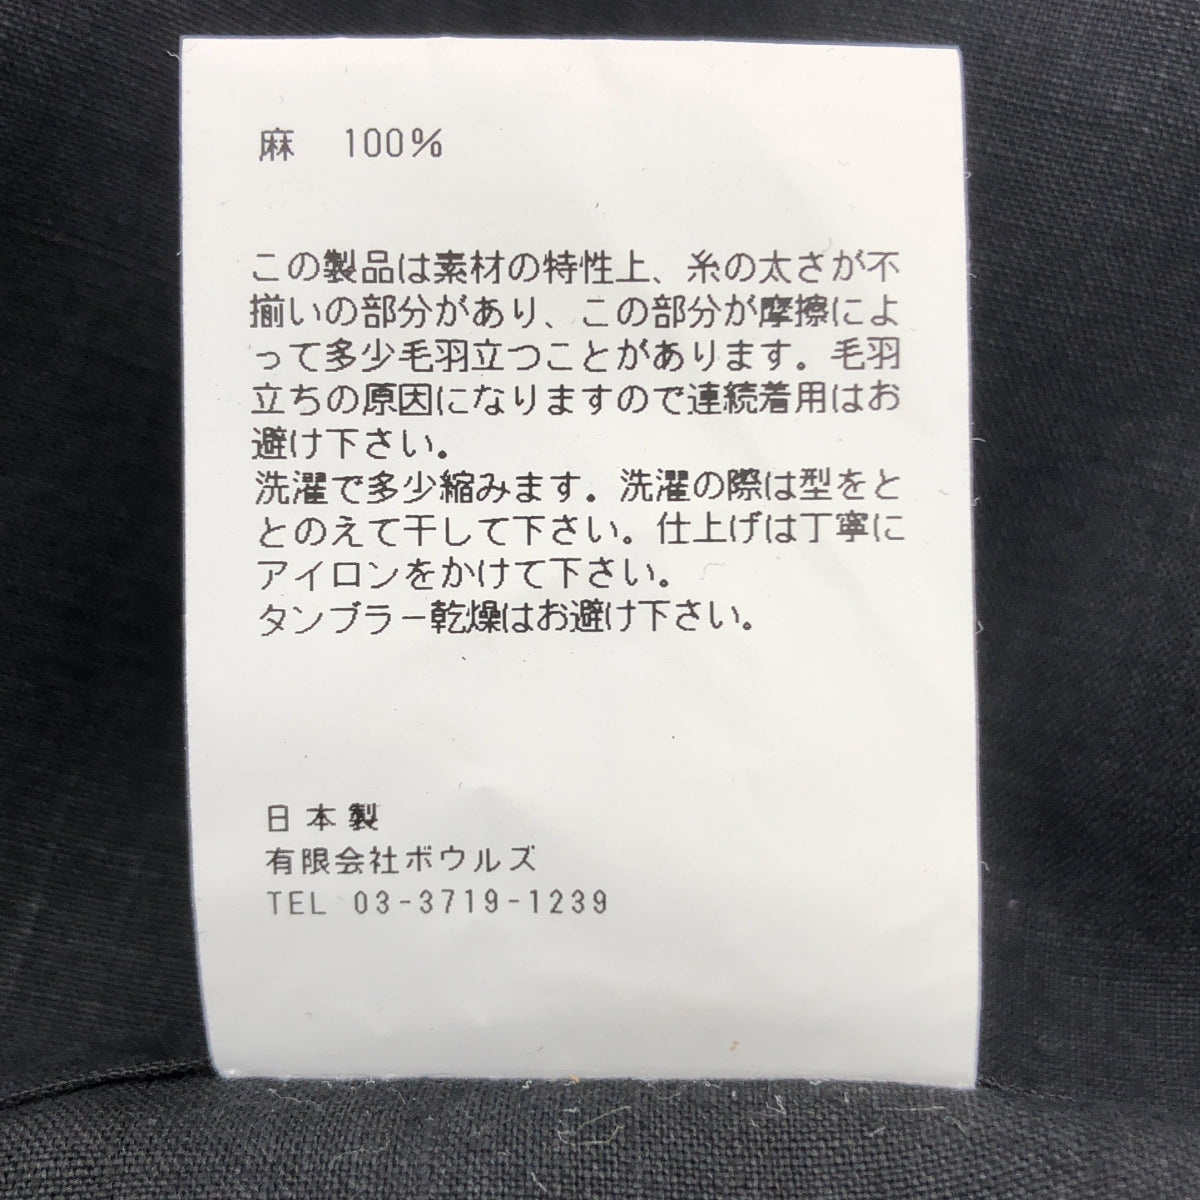 麻　100%
この製品は素材の特性上、糸の太さが不
揃いの部分があり、この部分が摩擦によ
って多少毛羽立つことがあります。毛羽
立ちの原因になりますので連続着用はお
避け下さい。
洗濯で多少縮みます。洗濯の際は型をと
とのえて干して下さい。仕上げは丁寧に
アイロンをかけて下さい。
タンブラー乾燥はお避け下さい。
日本製
有限会社ボウルズ
TEL 03-3719-1239